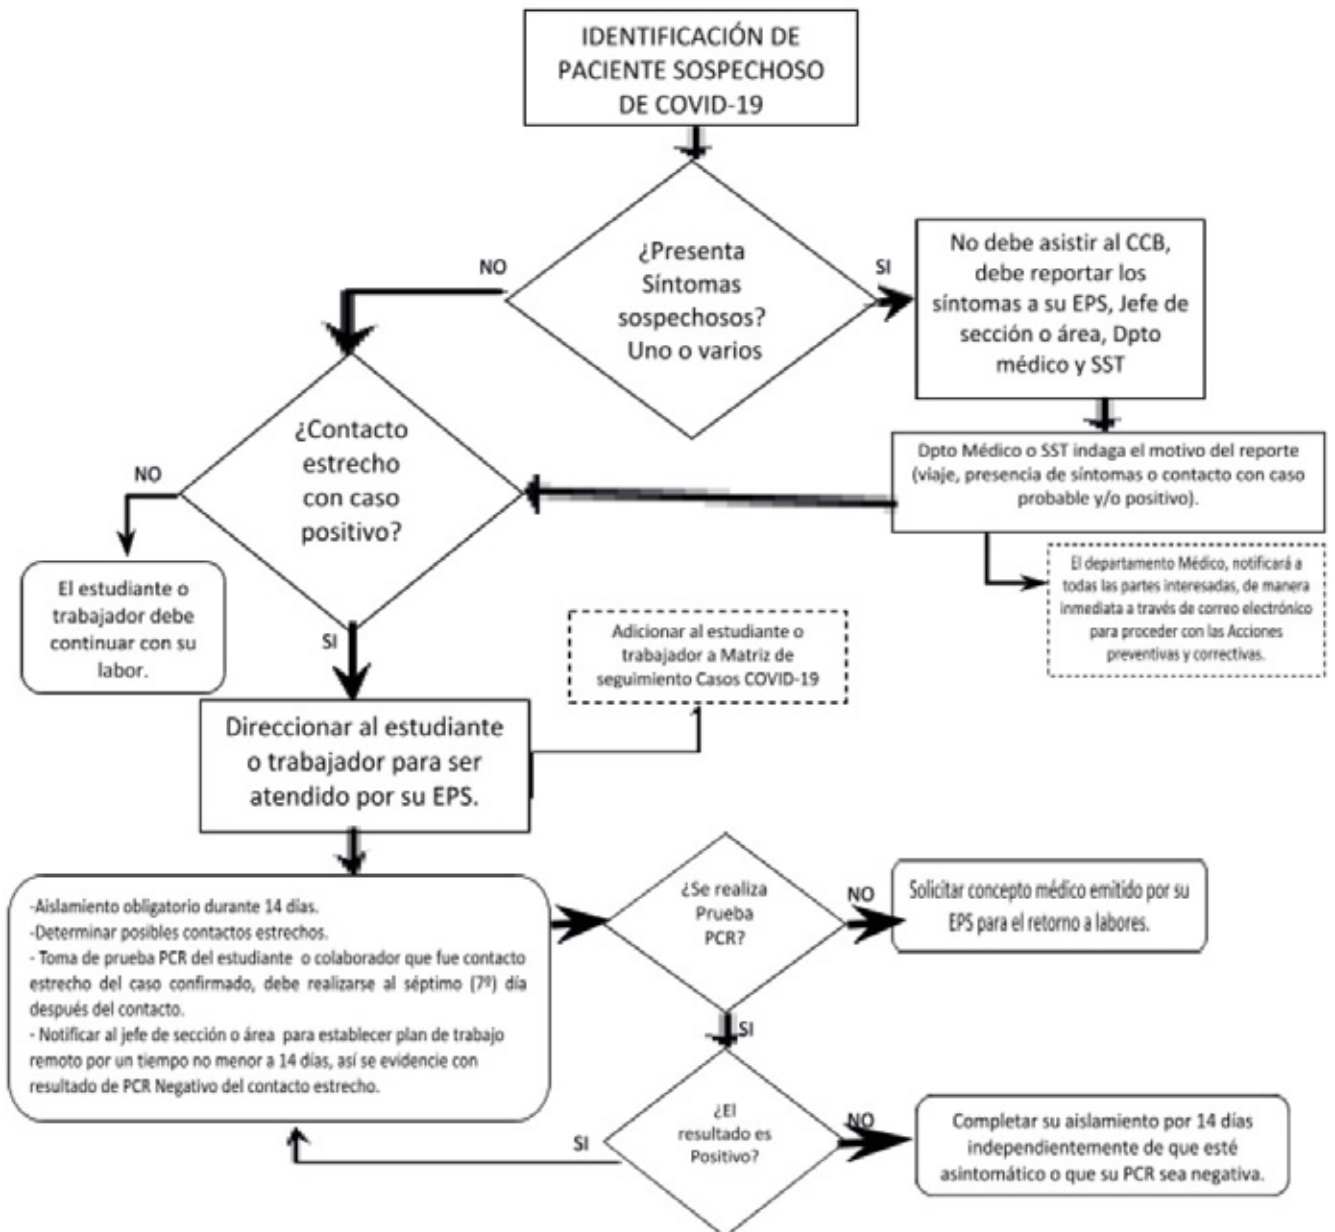 IDENTIFICACIÓN DE
PACIENTE SOSPECHOSO
DE COVID-19
¿Presenta
Síntomas
sospechosos?
Uno o varios
NO
SI
No debe asistir al CCB,
debe reportar los
síntomas a su EPS, Jefe de
sección o área, Dpto
médico y SST
Dpto Médico o SST indaga el motivo del reporte
(viaje, presencia de síntomas o contacto con caso
probable y/o positivo).
El departamento Médico, notificará a
todas las partes interesadas, de manera
inmediata a través de correo electrónico
para proceder con las Acciones
preventivas y correctivas.
¿Contacto
estrecho
con caso
positivo?
NO
El estudiante o
trabajador debe
continuar con su
labor.
SI
Adicionar al estudiante o
trabajador a Matriz de
seguimiento Casos COVID-19
Direccionar al estudiante
o trabajador para ser
atendido por su EPS.
-Aislamiento obligatorio durante 14 días.
-Determinar posibles contactos estrechos.
- Toma de prueba PCR del estudiante o colaborador que fue contacto
estrecho del caso confirmado, debe realizarse al séptimo (7º) día
después del contacto.
- Notificar al jefe de sección o área para establecer plan de trabajo
remoto por un tiempo no menor a 14 días, así se evidencie con
resultado de PCR Negativo del contacto estrecho.
¿Se realiza
Prueba
PCR?
NO
Solicitar concepto médico emitido por su
EPS para el retorno a labores.
SI
¿El
resultado es
Positivo?
SI
NO
Completar su aislamiento por 14 días
independientemente de que esté
asintomático o que su PCR sea negativa.